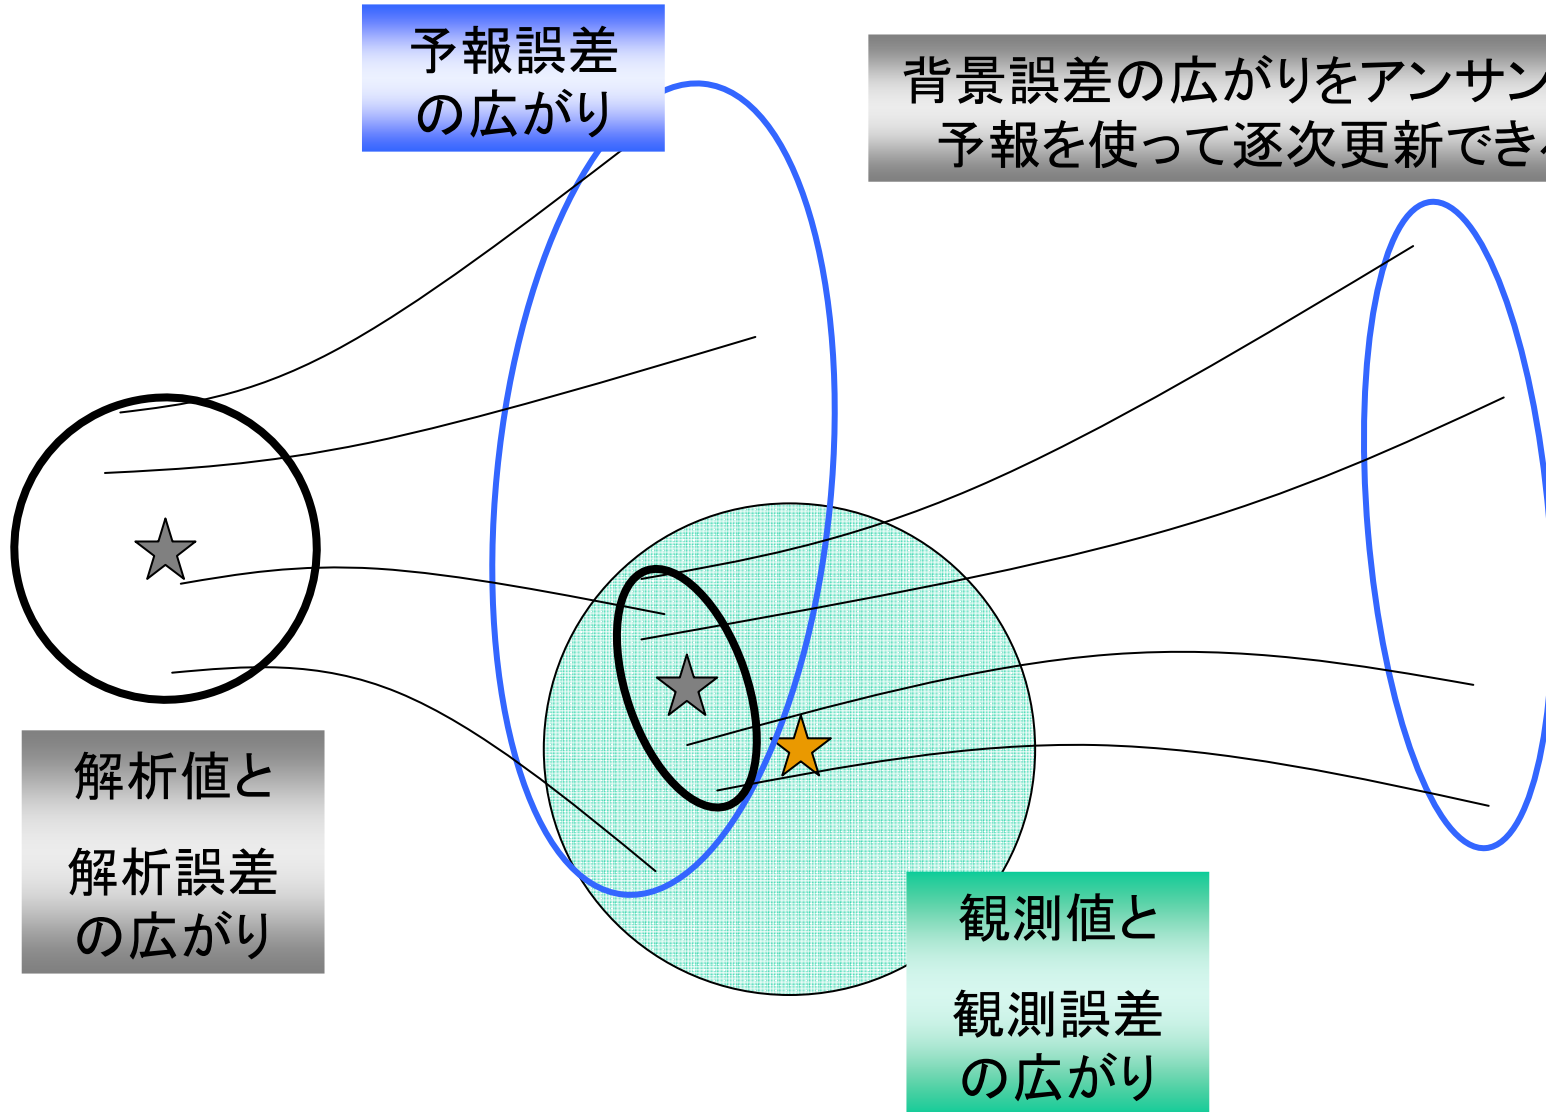 予報誤差
の広がり
背景誤差の広がりをアンサン
予報を使って逐次更新でき
解析値と
解析誤差
の広がり
観測値と
観測誤差
の広がり